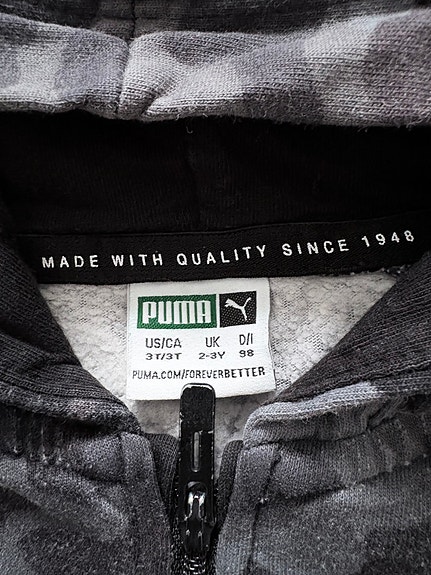 MADE WITH QUALITY SINCE 1948
PUMA
US/CA UK D/I
3T/3T 2-3Y 98
PUMA.COM/FOREVERBETTER